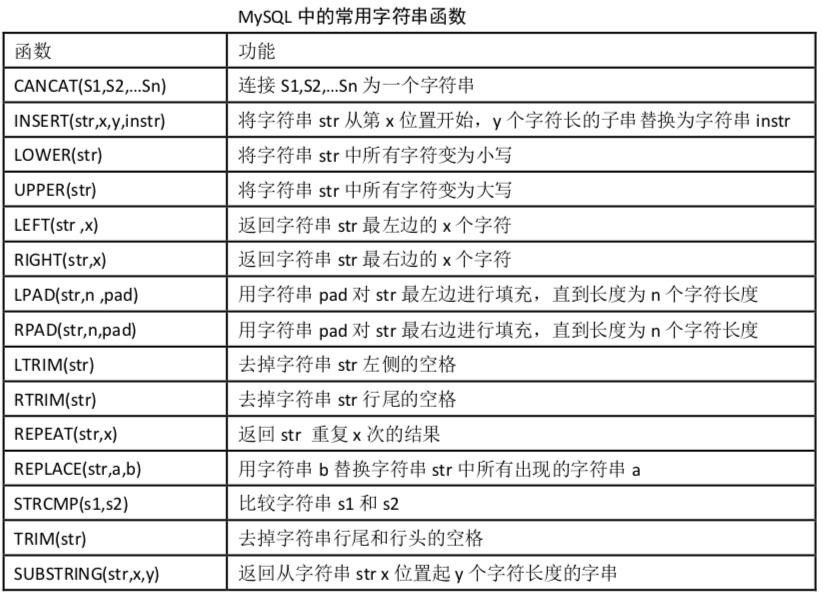 MySQL 中的常用字符串函数
函数 功能
CANCAT(S1,S2,...Sn) 连接 S1,S2,...Sn 为一个字符串
INSERT(str,x,y,instr) 将字符串 str 从第 x 位置开始，y 个字符长的子串替换为字符串 instr
LOWER(str) 将字符串 str 中所有字符变为小写
UPPER(str) 将字符串 str 中所有字符变为大写
LEFT(str ,x) 返回字符串 str 最左边的 x 个字符
RIGHT(str,x) 返回字符串 str 最右边的 x 个字符
LPAD(str,n ,pad) 用字符串 pad 对 str 最左边进行填充，直到长度为 n 个字符长度
RPAD(str,n,pad) 用字符串 pad 对 str 最右边进行填充，直到长度为 n 个字符长度
LTRIM(str) 去掉字符串 str 左侧的空格
RTRIM(str) 去掉字符串 str 行尾的空格
REPEAT(str,x) 返回 str 重复 x 次的结果
REPLACE(str,a,b) 用字符串 b 替换字符串 str 中所有出现的字符串 a
STRCMP(s1,s2) 比较字符串 s1 和 s2
TRIM(str) 去掉字符串行尾和行头的空格
SUBSTRING(str,x,y) 返回从字符串 str x 位置起 y 个字符长度的字串